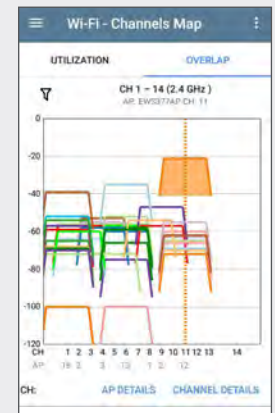 Wi-Fi - Channels Map
UTILIZATION OVERLAP
CH 1 – 14 (2.4 GHz )
AP: EWS377AP CH: 11
0
-20
-40
-60
-80
-100
-120
CH 1 2 3 4 5 6 7 8 9 10 11 12 13 14
AP:
CH: AP DETAILS CHANNEL DETAILS